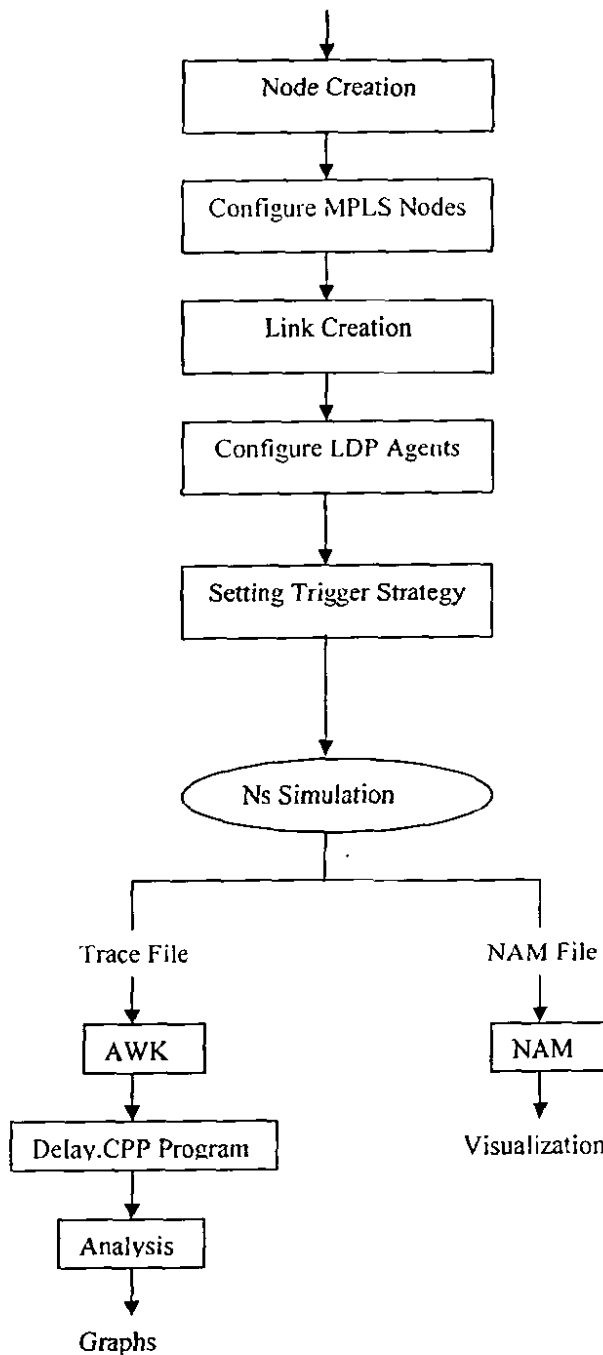 Node Creation
Configure MPLS Nodes
Link Creation
Configure LDP Agents
Setting Trigger Strategy
Ns Simulation
Trace File
NAM File
AWK
NAM
Delay.CPP Program
Visualization
Analysis
Graphs